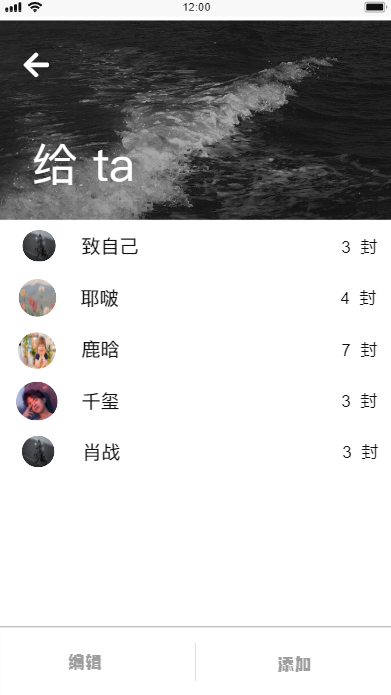 12:00
给 ta
致自己 3 封
耶啵 4 封
鹿晗 7 封
千玺 3 封
肖战 3 封
编辑 添加